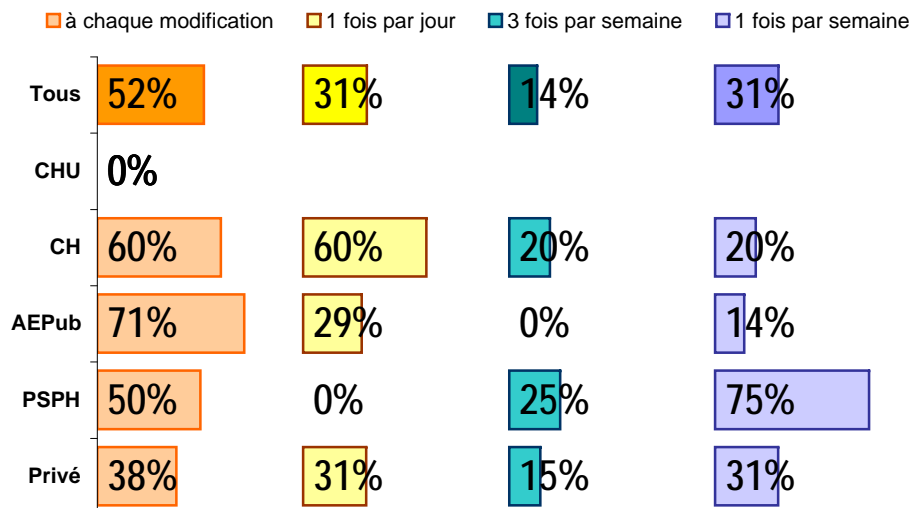 à chaque modification 1 fois par jour 3 fois par semaine 1 fois par semaine
Tous 52% 31% 14% 31%
CHU 0%
CH 60% 60% 20% 20%
AEPub 71% 29% 0% 14%
PSPH 50% 0% 25% 75%
Privé 38% 31% 15% 31%